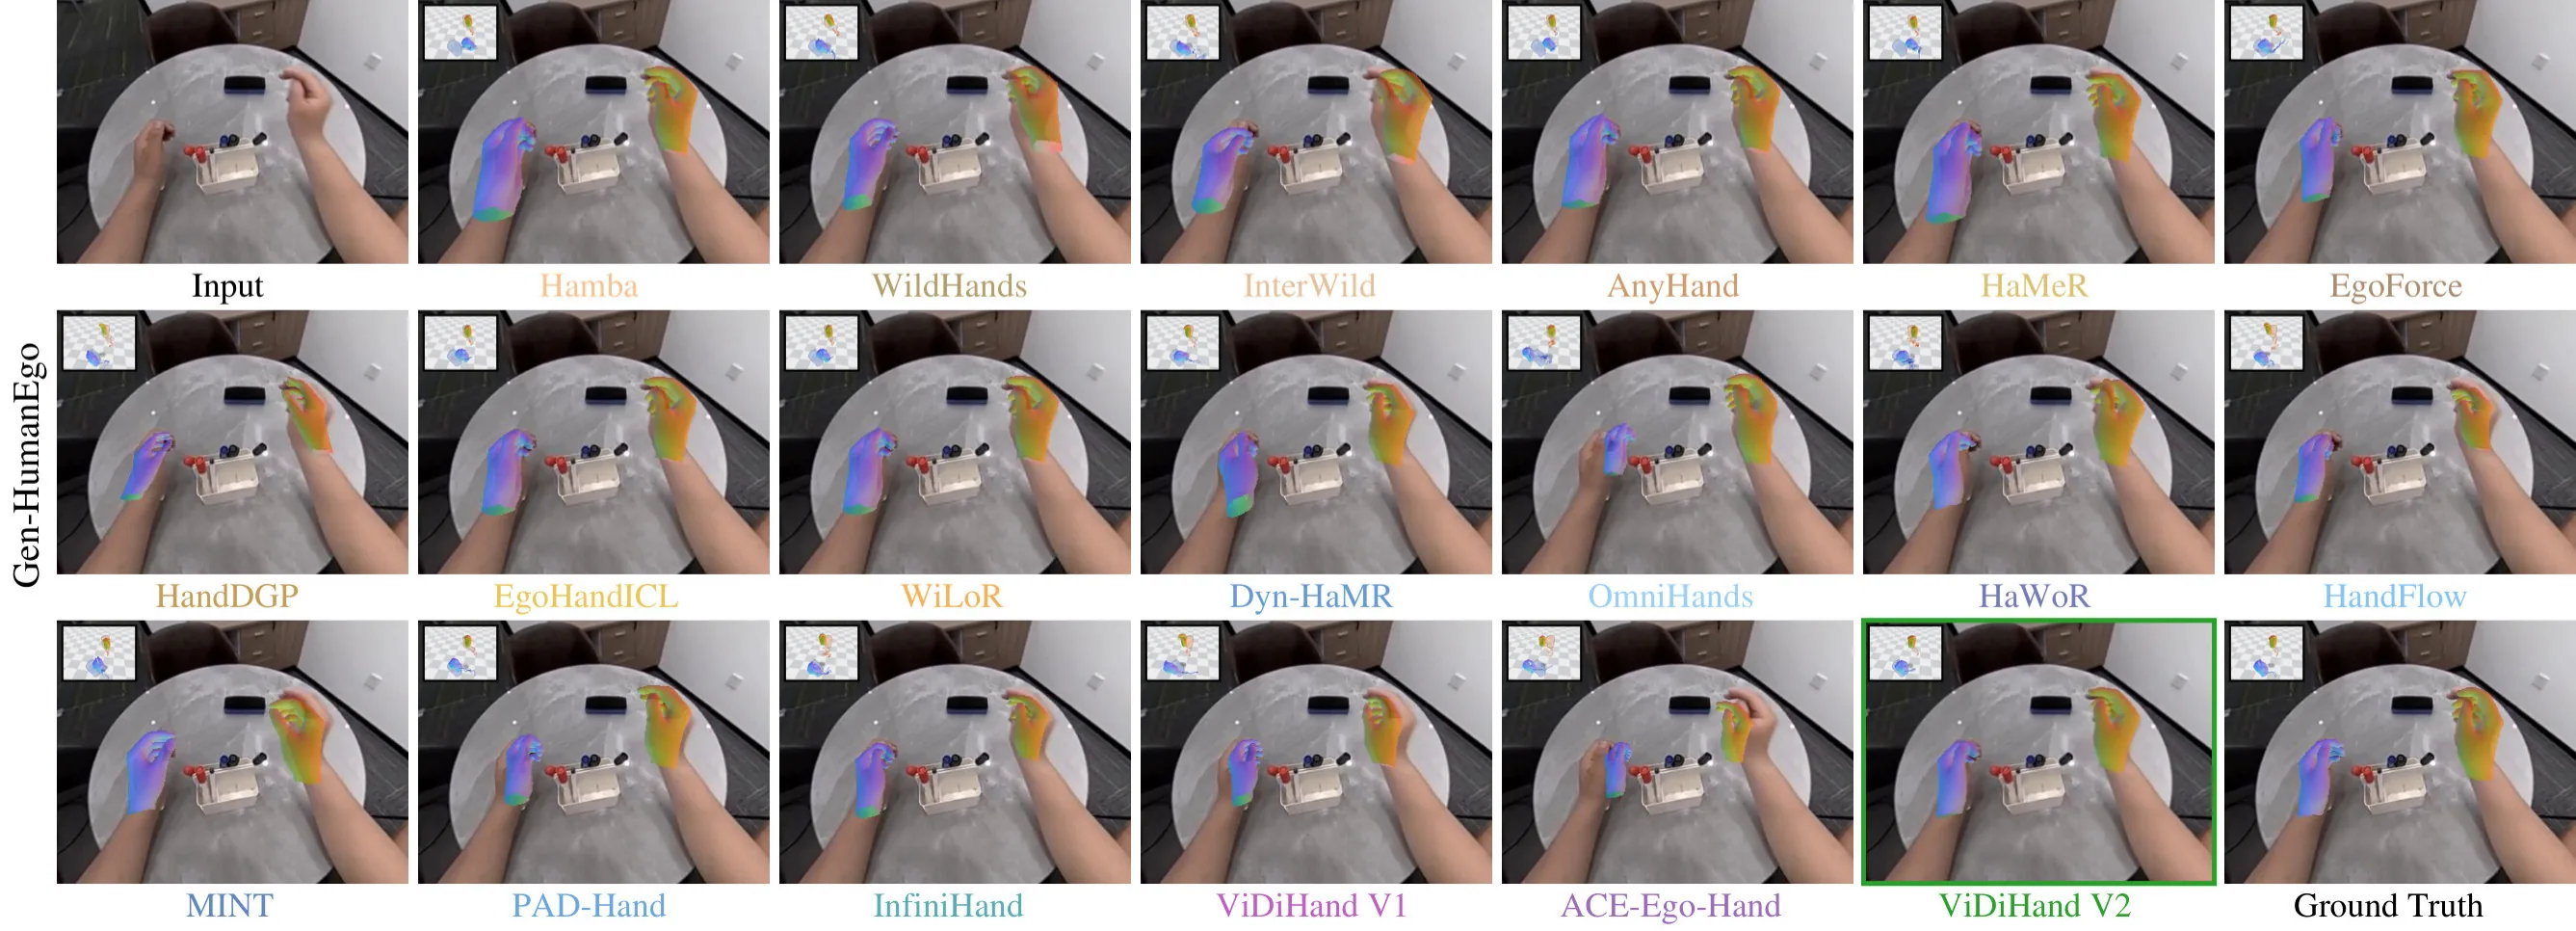 Gen-HumanEgo
Input
Hamba
WildHands
InterWild
AnyHand
HaMeR
EgoForce
HandDGP
EgoHandICL
WiLoR
Dyn-HaMR
OmniHands
HaWoR
HandFlow
MINT
PAD-Hand
InfiniHand
ViDiHand V1
ACE-Ego-Hand
ViDiHand V2
Ground Truth